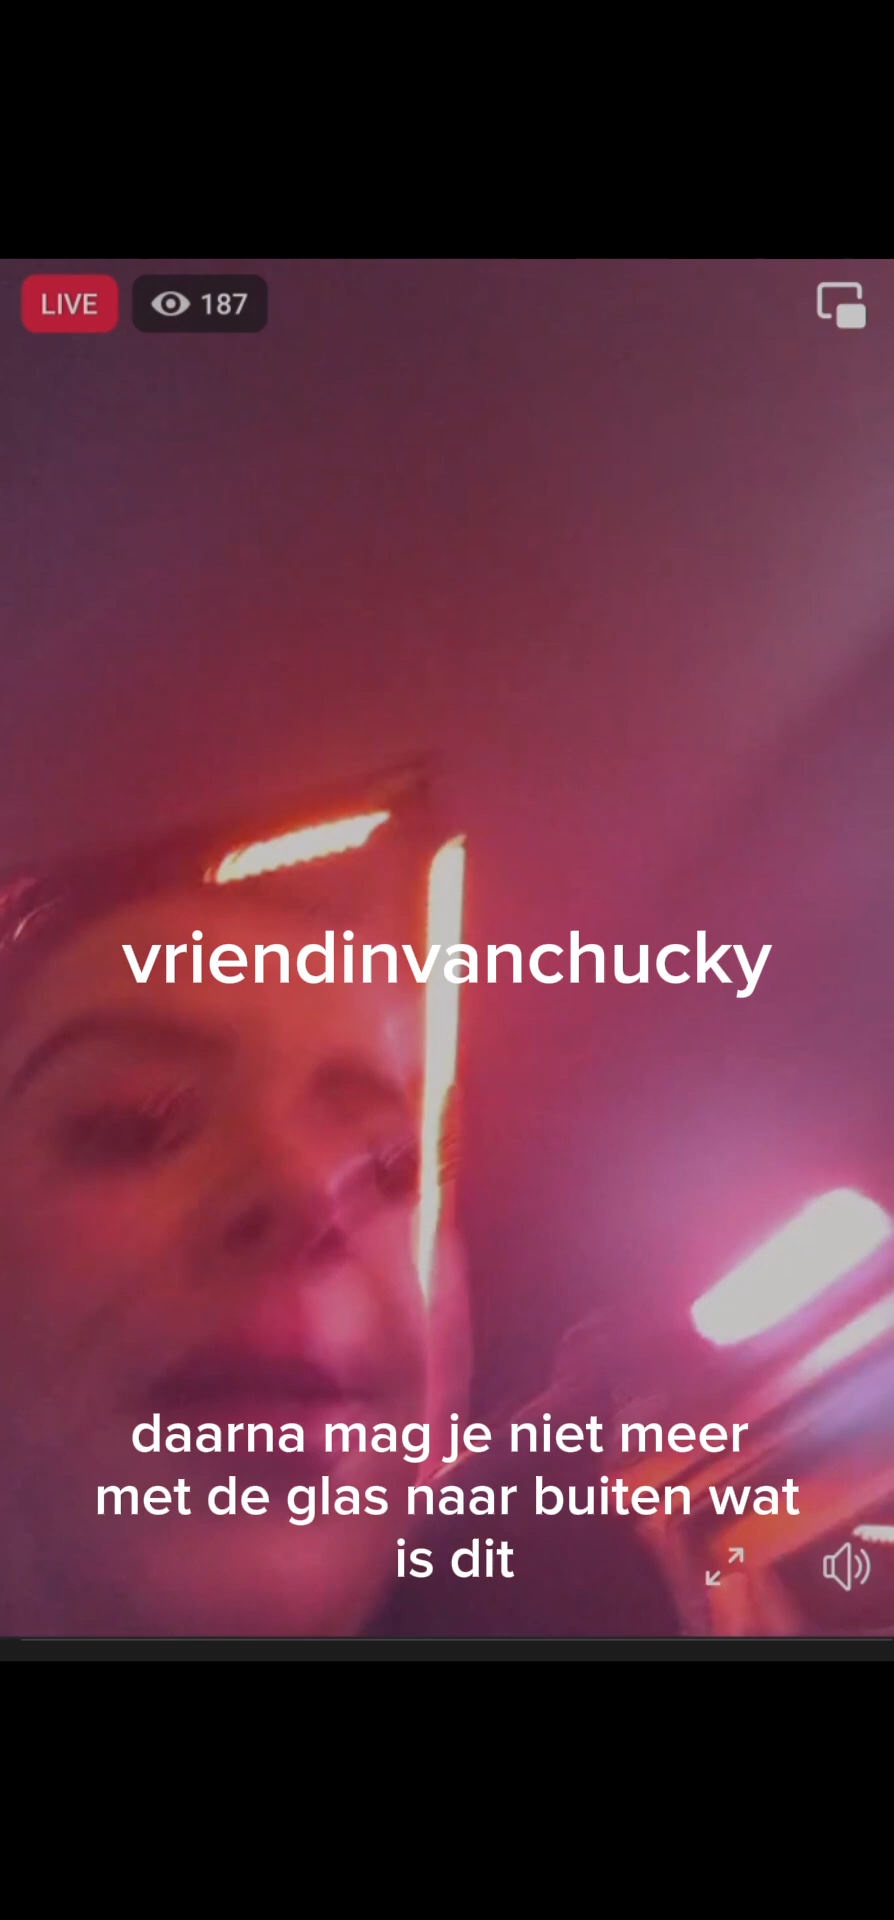 LIVE 187
vriendinvanchucky
daarna mag je niet meer
met de glas naar buiten wat
is dit